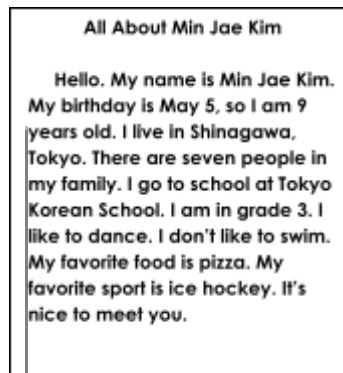 All About Min Jae Kim
Hello. My name is Min Jae Kim.
My birthday is May 5, so I am 9
years old. I live in Shinagawa,
Tokyo. There are seven people in
my family. I go to school at Tokyo
Korean School. I am in grade 3. I
like to dance. I don't like to swim.
My favorite food is pizza. My
favorite sport is ice hockey. It's
nice to meet you.